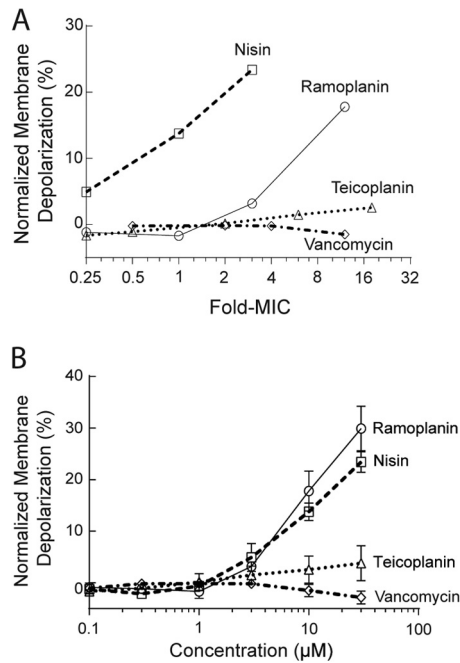 A
Normalized Membrane
Depolarization (%)
30
20
10
0
Nisin
Ramoplanin
Teicoplanin
Vancomycin
0.25 0.5 1 2 4 8 16 32
Fold-MIC
B
Normalized Membrane
Depolarization (%)
40
30
20
10
0
Ramoplanin
Nisin
Teicoplanin
Vancomycin
0.1 1 10 100
Concentration (µM)